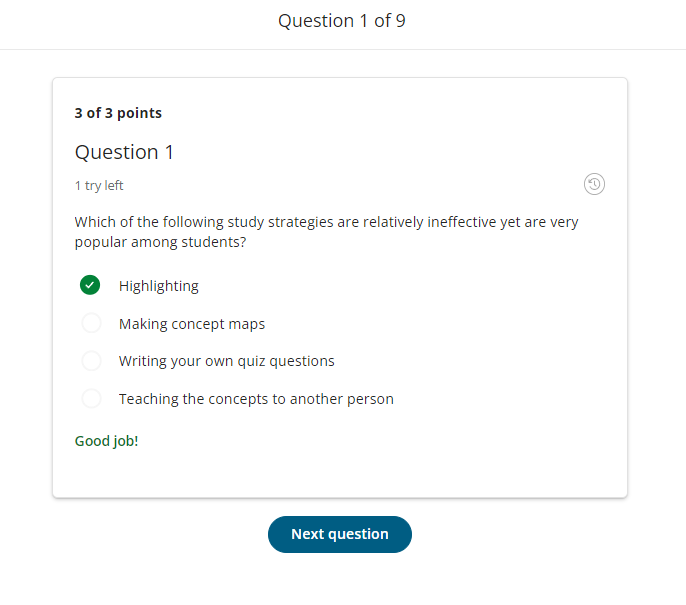 Question 1 of 9
3 of 3 points
Question 1
1 try left
Which of the following study strategies are relatively ineffective yet are very
popular among students?
Highlighting
Making concept maps
Writing your own quiz questions
Teaching the concepts to another person
Good job!
Next question